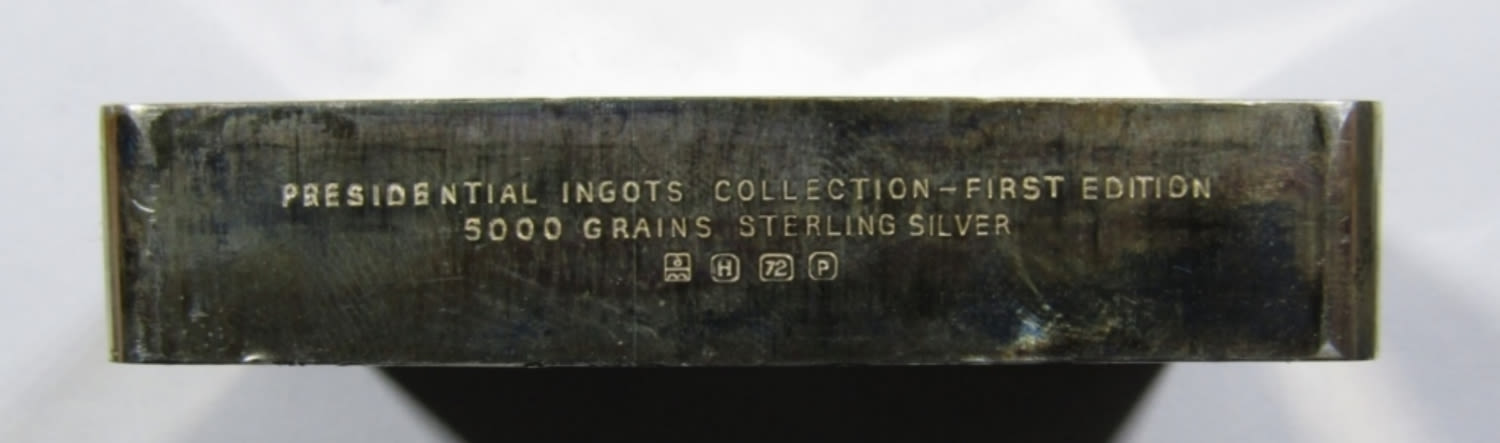 PRESIDENTIAL INGOTS COLLECTION-FIRST EDITION
5000 GRAINS STERLING SILVER
H 72 P